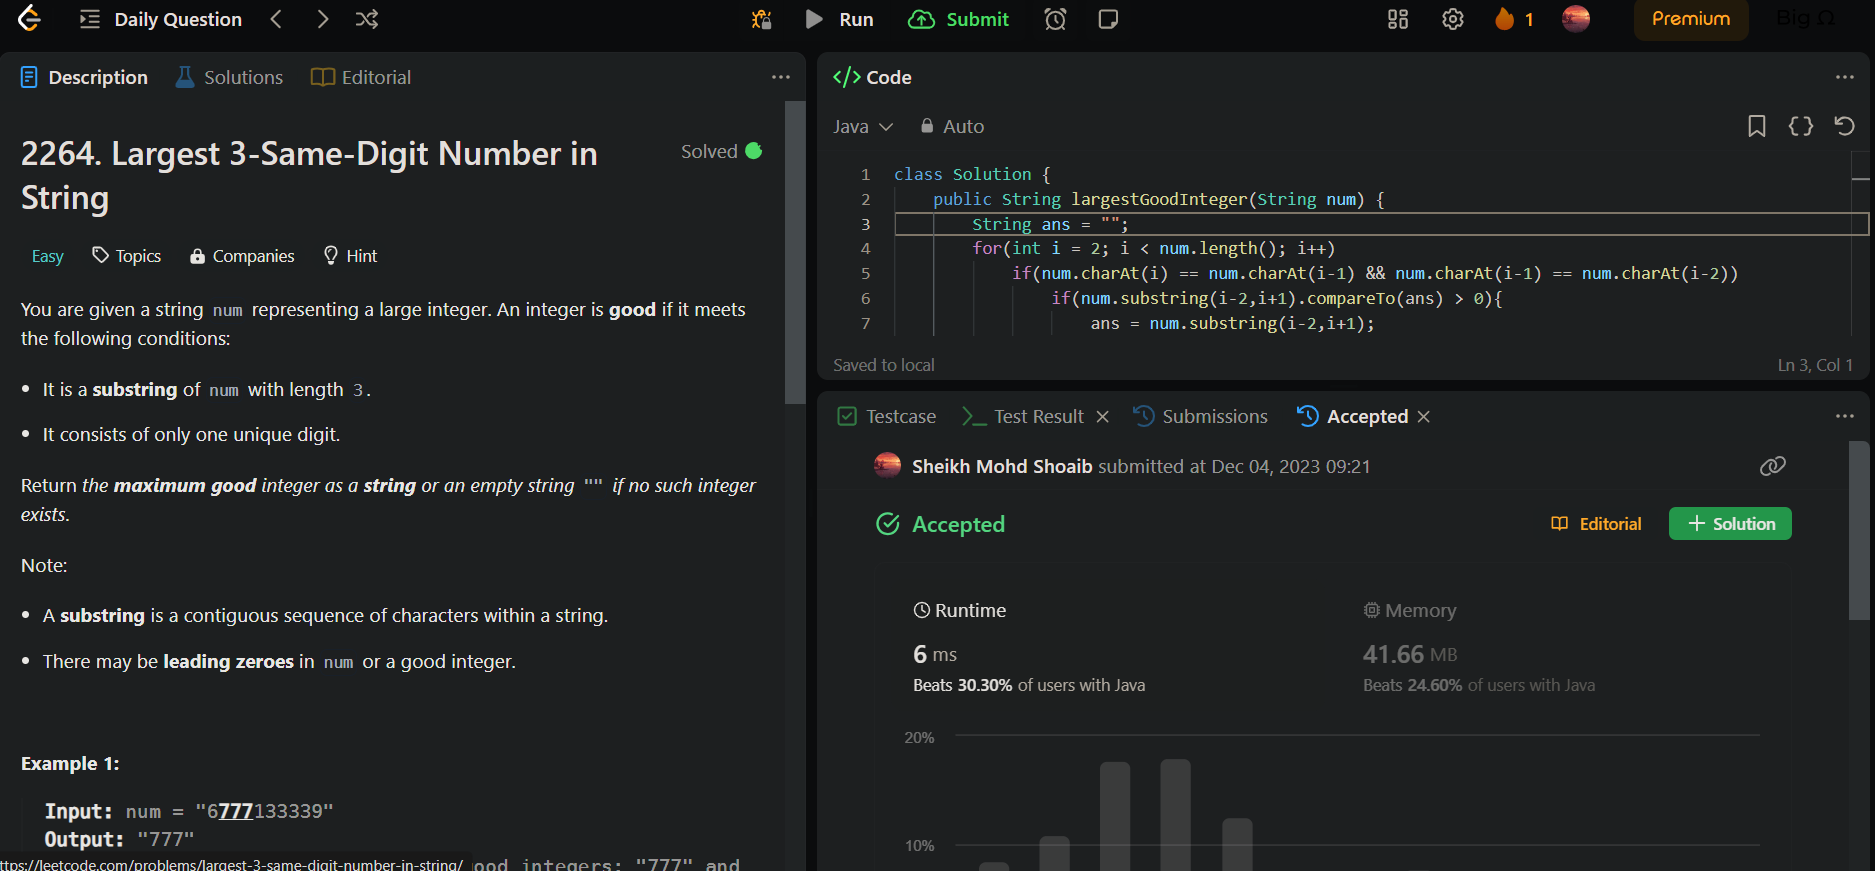 Daily Question
Run
Submit
1
Premium
Big Ω
Description
Solutions
Editorial
2264. Largest 3-Same-Digit Number in
String
Solved
Easy
Topics
Companies
Hint
You are given a string num representing a large integer. An integer is good if it meets
the following conditions:
• It is a substring of num with length 3.
• It consists of only one unique digit.
Return the maximum good integer as a string or an empty string "" if no such integer
exists.
Note:
• A substring is a contiguous sequence of characters within a string.
• There may be leading zeroes in num or a good integer.
Example 1:
Input: num = "6777133339"
Output: "777"
ood integers: "777" and
ttps://leetcode.com/problems/largest-3-same-digit-number-in-string/
</> Code
Java
Auto
1 class Solution {
2 public String largestGoodInteger(String num) {
3 String ans = "";
4 for(int i = 2; i < num.length(); i++)
5 if(num.charAt(i) == num.charAt(i-1) && num.charAt(i-1) == num.charAt(i-2))
6 if(num.substring(i-2,i+1).compareTo(ans) > 0){
7 ans = num.substring(i-2,i+1);
Saved to local
Ln 3, Col 1
Testcase
Test Result
Submissions
Accepted
Sheikh Mohd Shoaib submitted at Dec 04, 2023 09:21
Accepted
Editorial
+ Solution
Runtime
6 ms
Beats 30.30% of users with Java
Memory
41.66 MB
Beats 24.60% of users with Java
20%
10%